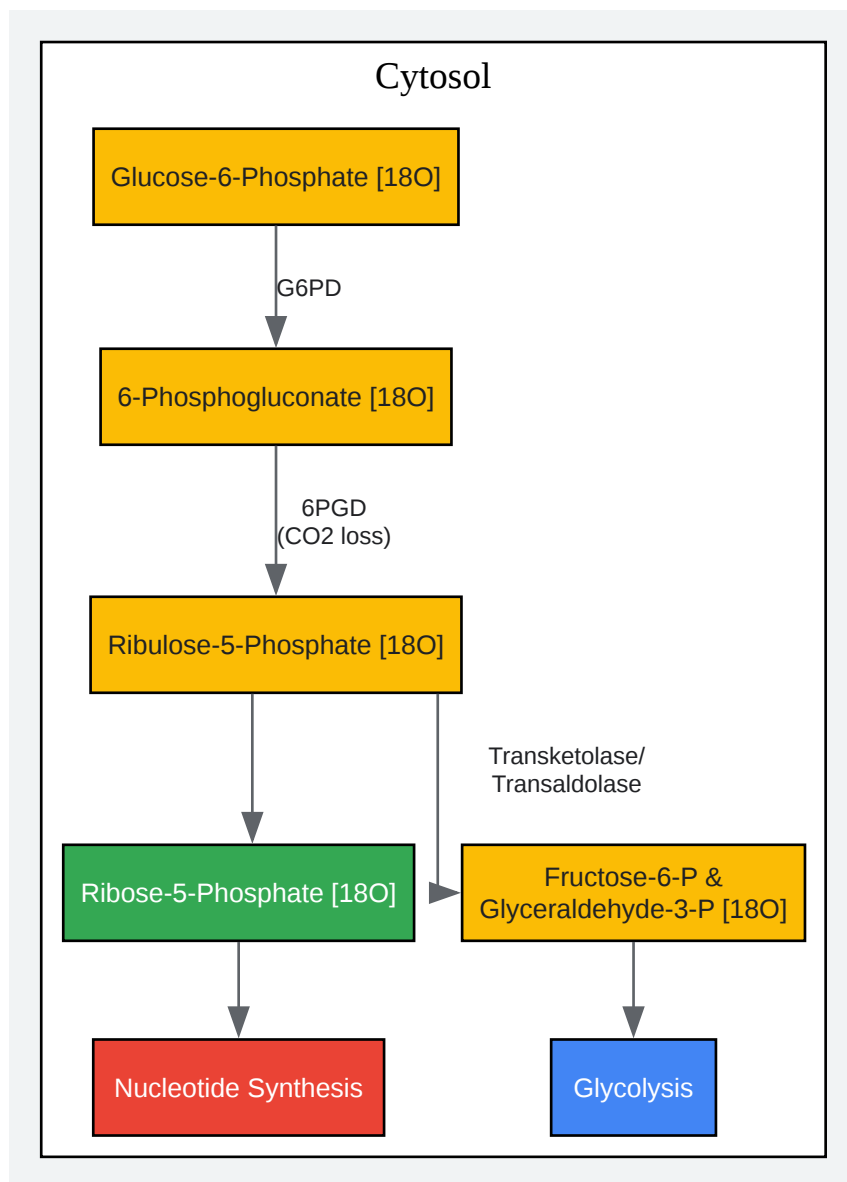 Cytosol
Glucose-6-Phosphate [18O]
G6PD
6-Phosphogluconate [18O]
6PGD
(CO2 loss)
Ribulose-5-Phosphate [18O]
Transketolase/
Transaldolase
Ribose-5-Phosphate [18O]
Fructose-6-P &
Glyceraldehyde-3-P [18O]
Nucleotide Synthesis
Glycolysis